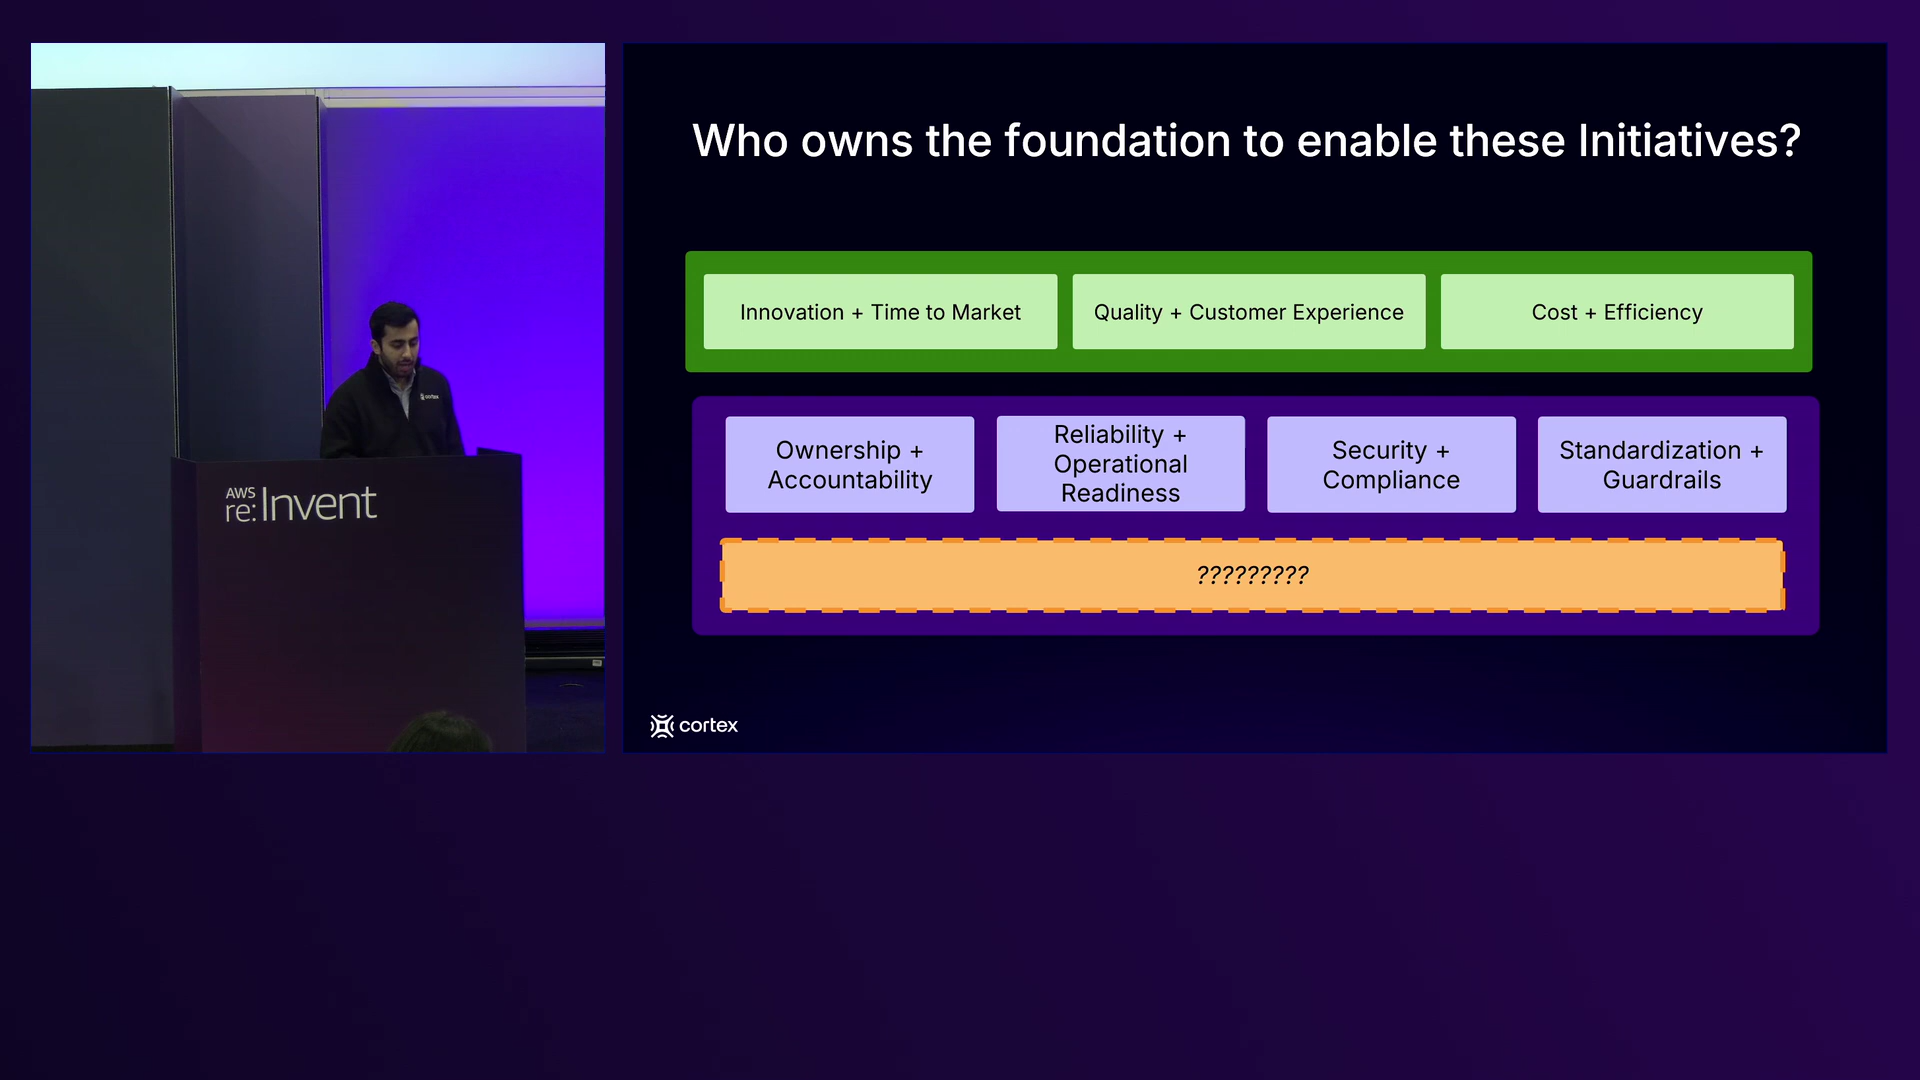 Who owns the foundation to enable these Initiatives?
Innovation + Time to Market
Quality + Customer Experience
Cost + Efficiency
Ownership +
Accountability
Reliability +
Operational
Readiness
Security +
Compliance
Standardization +
Guardrails
?????????
cortex
cortex
AWS
re:Invent